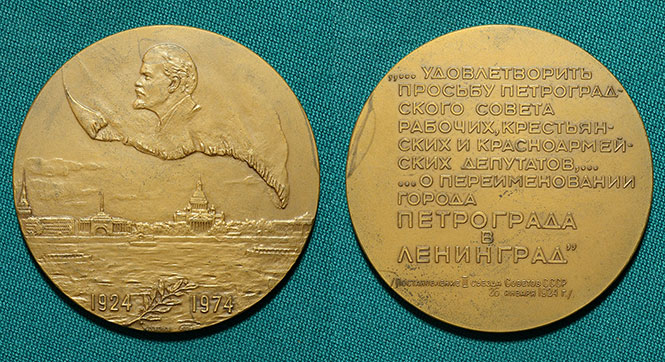 1924 1974
„... УДОВЛЕТВОРИТЬ
ПРОСЬБУ ПЕТРОГРАД-
СКОГО СОВЕТА
РАБОЧИХ, КРЕСТЬЯН-
СКИХ И КРАСНОАРМЕЙ-
СКИХ ДЕПУТАТОВ,...
...О ПЕРЕИМЕНОВАНИИ
ГОРОДА
ПЕТРОГРАДА
В
ЛЕНИНГРАД"
/Постановление II съезда Советов СССР
26 января 1924 г./